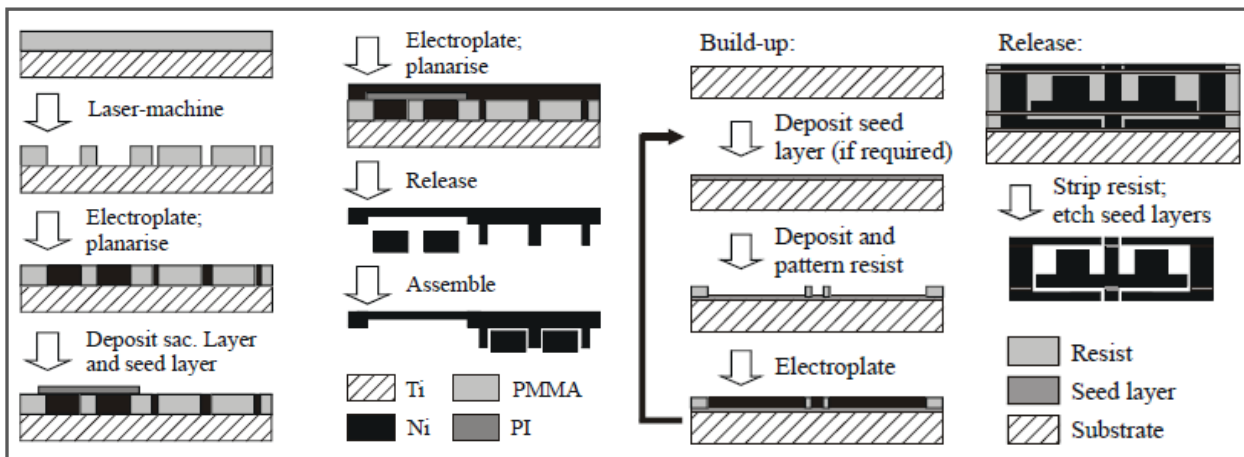 Laser-machine
Electroplate;
planarise
Deposit sac. Layer
and seed layer
Electroplate;
planarise
Release
Assemble
Ti
PMMA
Ni
PI
Build-up:
Deposit seed
layer (if required)
Deposit and
pattern resist
Electroplate
Release:
Strip resist;
etch seed layers
Resist
Seed layer
Substrate